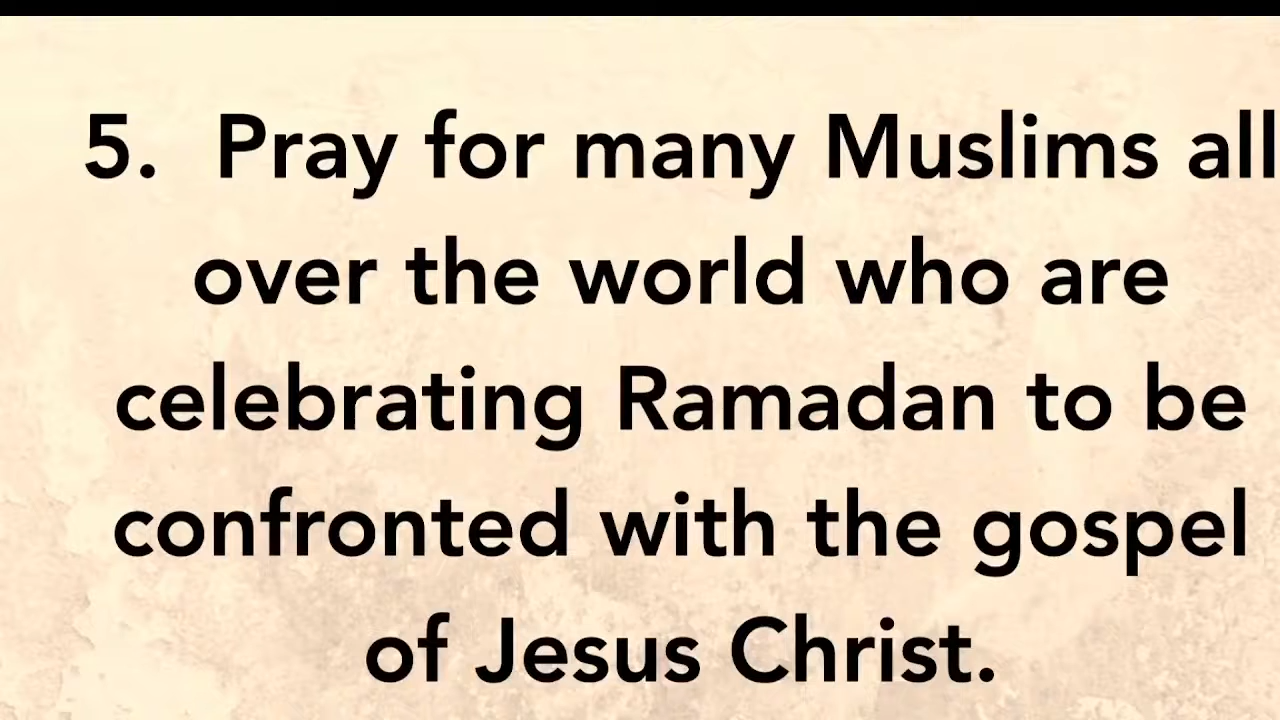 5. Pray for many Muslims all
over the world who are
celebrating Ramadan to be
confronted with the gospel
of Jesus Christ.